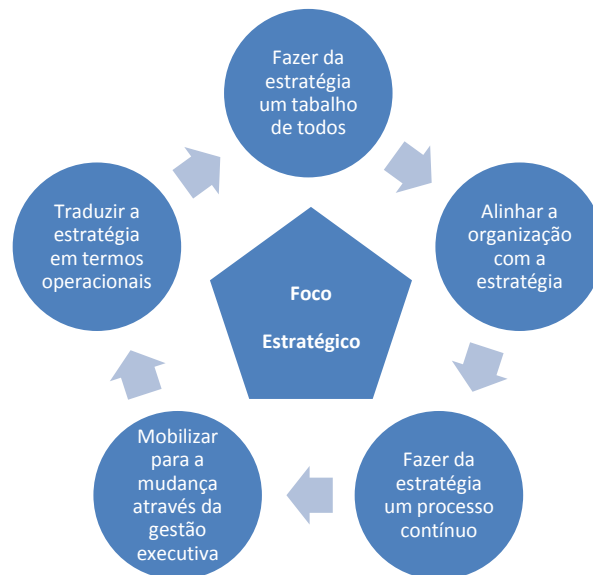 Fazer da
estratégia
um tabalho
de todos
Alinhar a
organização
com a
estratégia
Fazer da
estratégia
um processo
contínuo
Mobilizar
para a
mudança
através da
gestão
executiva
Traduzir a
estratégia
em termos
operacionais
Foco
Estratégico